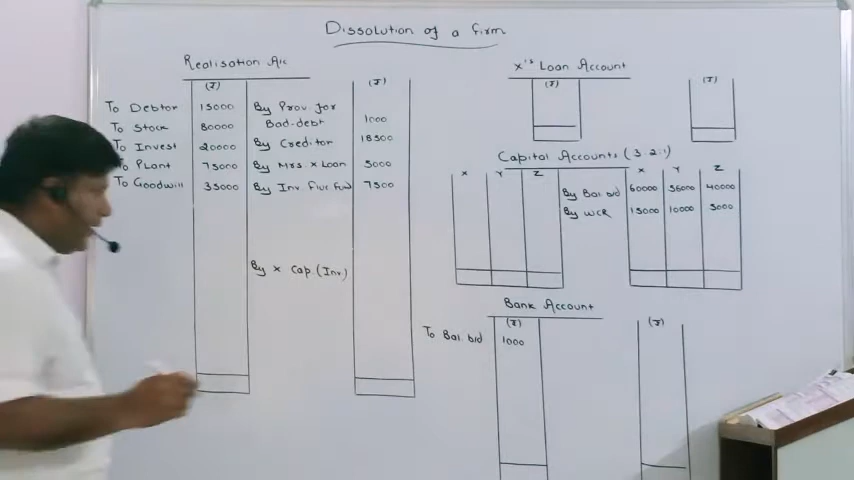 Dissolution of a firm
Realisation A/c
(₹) (₹)
To Debtor 15000 By Prov. for
Bad-debt 1000
To Stock 80000
To Invest 20000 By Creditor 18500
To Plant 75000 By Mrs X Loan 5000
To Goodwill 35000 By Inv. Fluc Fund 7500
By X Cap. (Inv.)
X's Loan Account
(₹) (₹)
Capital Accounts (3:2:1)
X Y Z X Y Z
By Bal. b/d 60000 56000 40000
By WCR 15000 10000 5000
Bank Account
(₹) (₹)
To Bal. b/d 1000